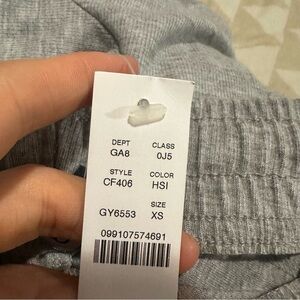 DEPT CLASS
GA8 0J5
STYLE COLOR
CF406 HSI
SIZE
GY6553 XS
099107574691